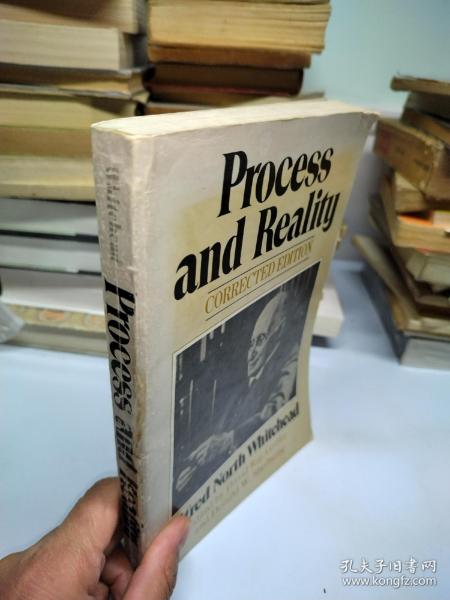 Process
and Reality
CORRECTED EDITION
North Whitehead
Whitehead
Process and Reality
孔夫子旧书网
www.kongfz.com